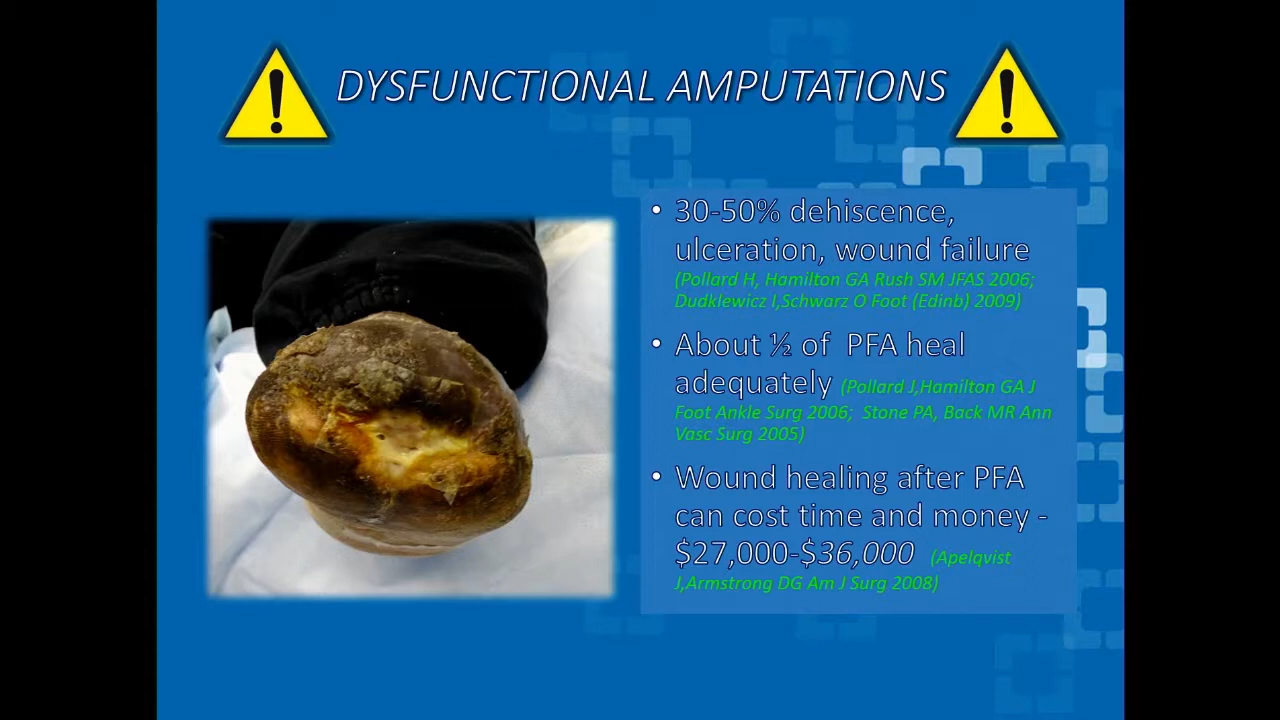 DYSFUNCTIONAL AMPUTATIONS
• 30-50% dehiscence,
ulceration, wound failure
(Pollard H, Hamilton GA Rush SM JFAS 2006;
Dudklewicz I,Schwarz O Foot (Edinb) 2009)
• About ½ of PFA heal
adequately (Pollard J,Hamilton GA J
Foot Ankle Surg 2006; Stone PA, Back MR Ann
Vasc Surg 2005)
• Wound healing after PFA
can cost time and money -
$27,000-$36,000 (Apelqvist
J,Armstrong DG Am J Surg 2008)